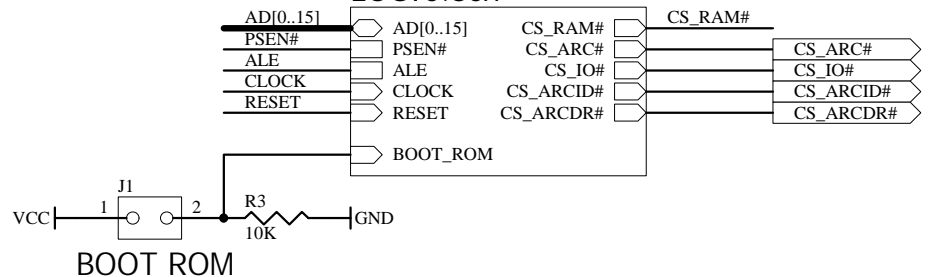 AD[0..15] AD[0..15] CS_RAM# CS_RAM#
PSEN# PSEN# CS_ARC# CS_ARC#
ALE ALE CS_IO# CS_IO#
CLOCK CLOCK CS_ARCID# CS_ARCID#
RESET RESET CS_ARCDR# CS_ARCDR#
BOOT_ROM
J1
VCC 1 2 R3 GND
10K
BOOT ROM